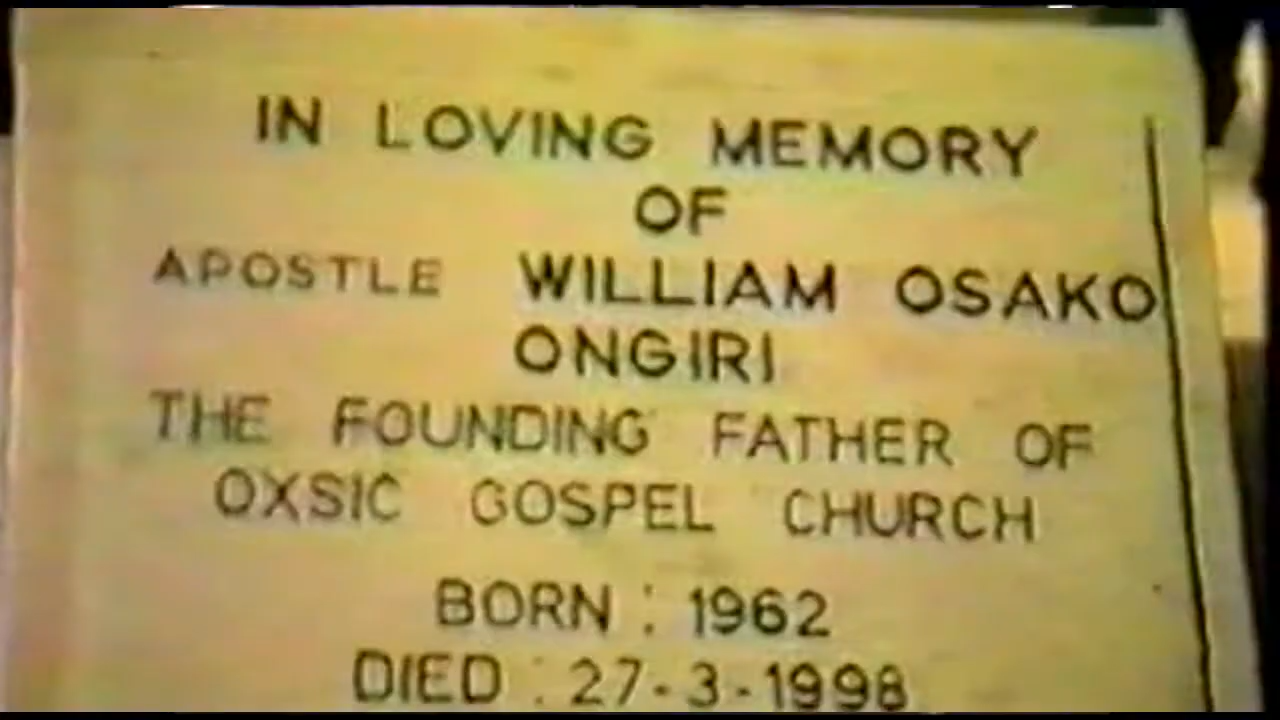 IN LOVING MEMORY
OF
APOSTLE WILLIAM OSAKO
ONGIRI
THE FOUNDING FATHER OF
OXSIC GOSPEL CHURCH
BORN : 1962
DIED : 27-3-1998